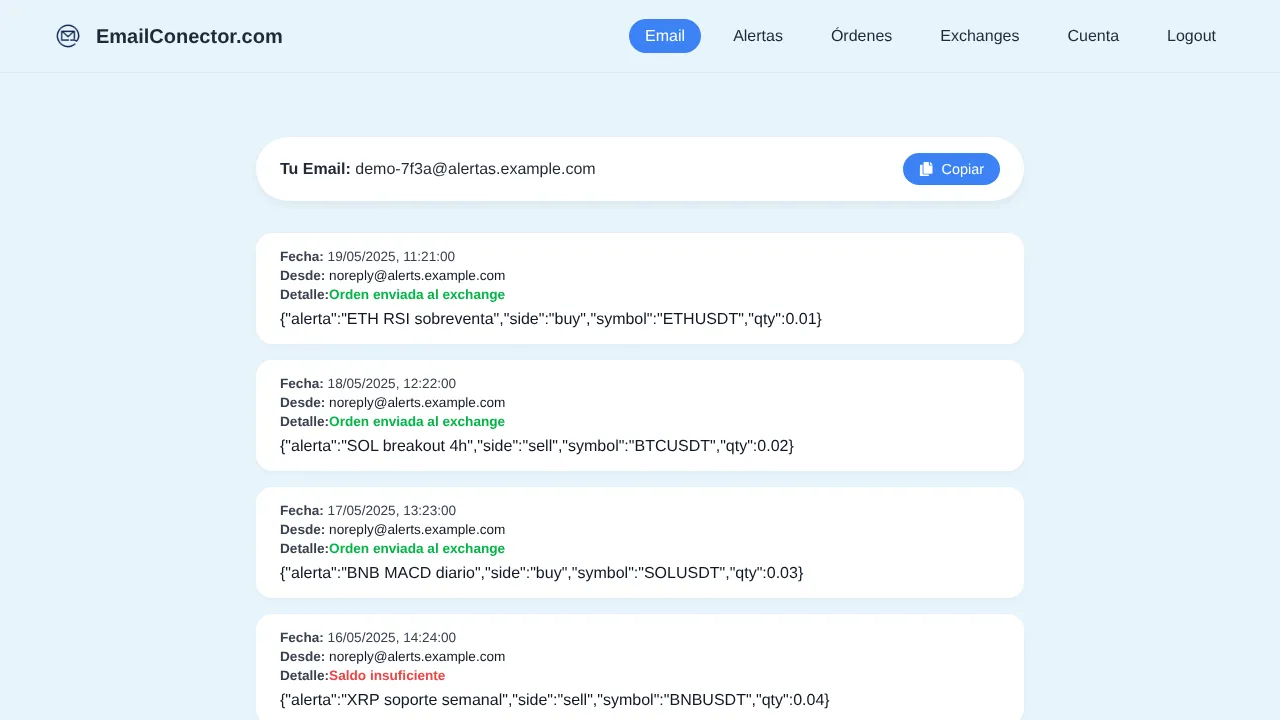 EmailConector.com
Email
Alertas
Órdenes
Exchanges
Cuenta
Logout
Tu Email: demo-7f3a@alertas.example.com
Copiar
Fecha: 19/05/2025, 11:21:00
Desde: noreply@alerts.example.com
Detalle:Orden enviada al exchange
{"alerta":"ETH RSI sobreventa","side":"buy","symbol":"ETHUSDT","qty":0.01}
Fecha: 18/05/2025, 12:22:00
Desde: noreply@alerts.example.com
Detalle:Orden enviada al exchange
{"alerta":"SOL breakout 4h","side":"sell","symbol":"BTCUSDT","qty":0.02}
Fecha: 17/05/2025, 13:23:00
Desde: noreply@alerts.example.com
Detalle:Orden enviada al exchange
{"alerta":"BNB MACD diario","side":"buy","symbol":"SOLUSDT","qty":0.03}
Fecha: 16/05/2025, 14:24:00
Desde: noreply@alerts.example.com
Detalle:Saldo insuficiente
{"alerta":"XRP soporte semanal","side":"sell","symbol":"BNBUSDT","qty":0.04}